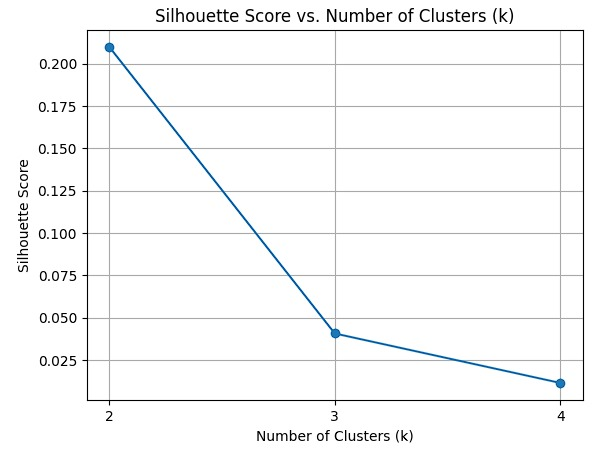 Silhouette Score vs. Number of Clusters (k)
0.200
0.175
0.150
0.125
0.100
0.075
0.050
0.025
Silhouette Score
2 3 4
Number of Clusters (k)